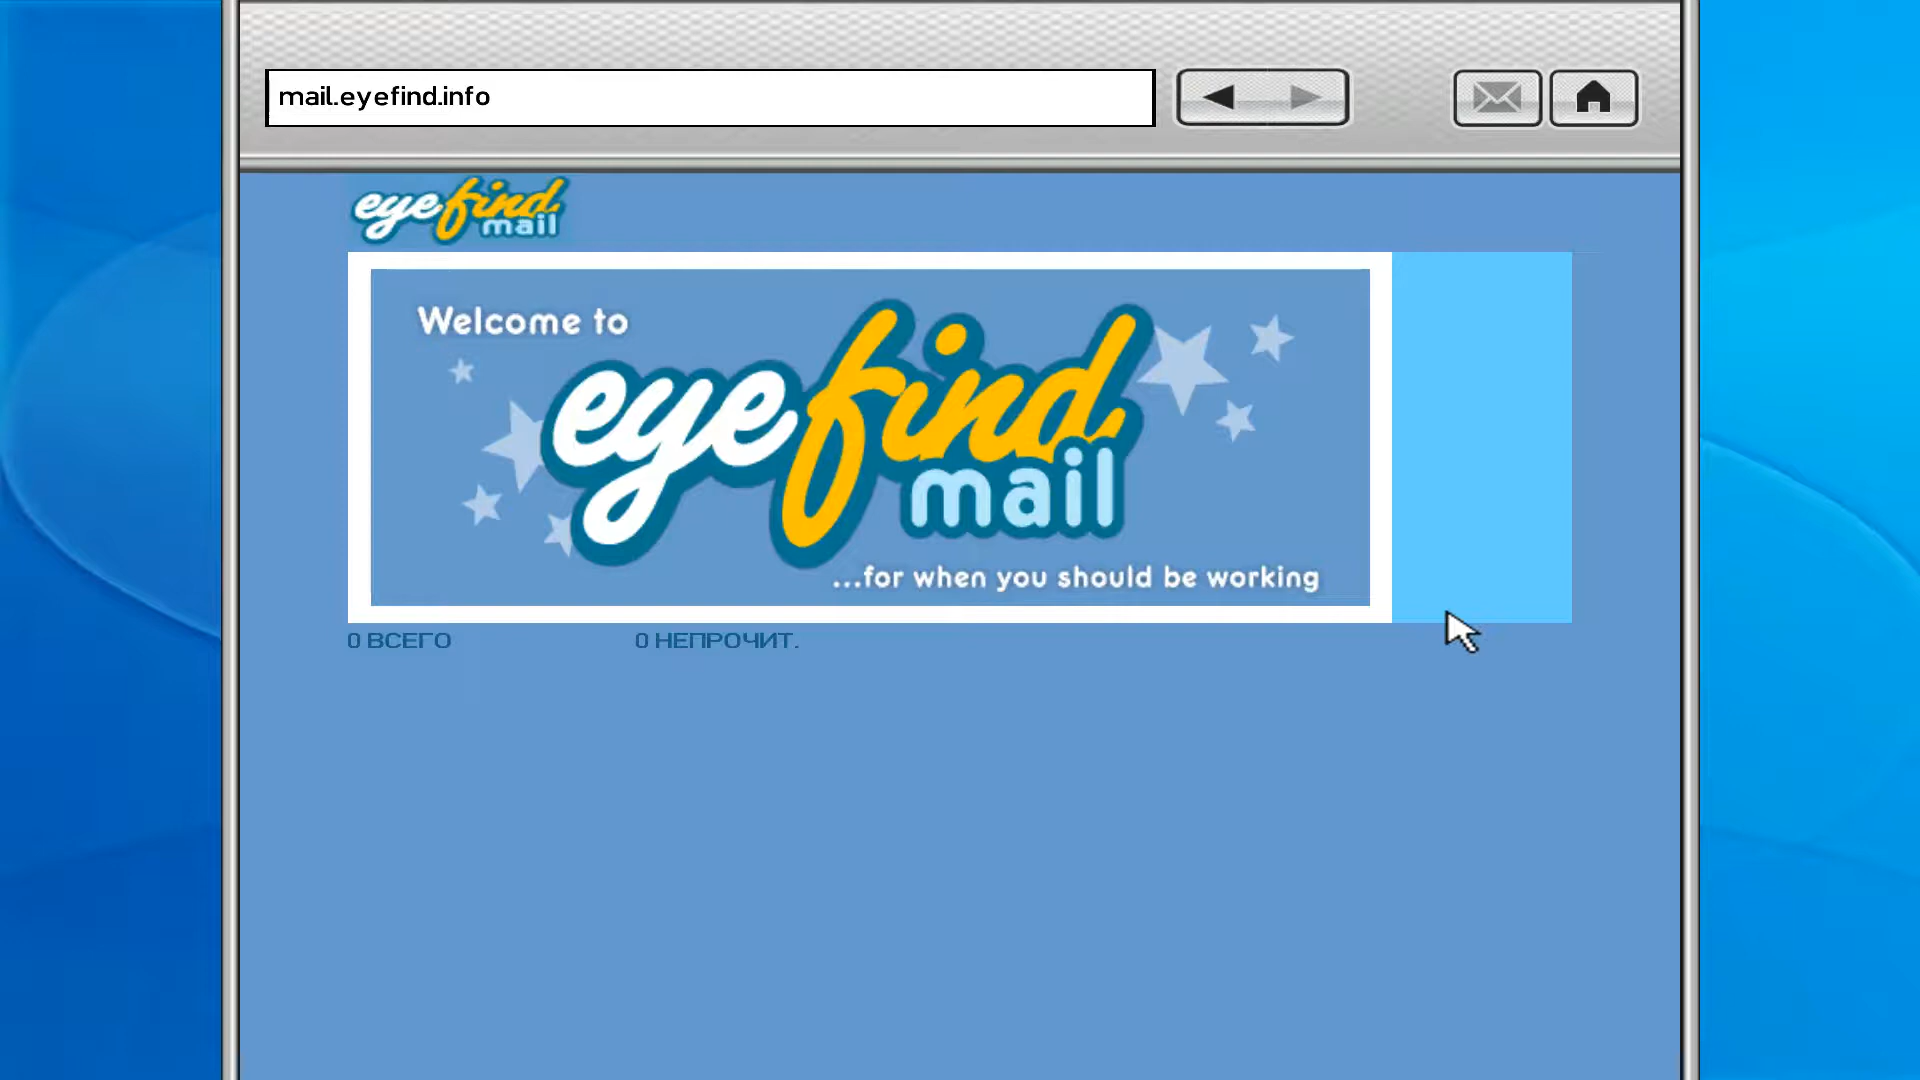 mail.eyefind.info
eyefind mail
Welcome to
eyefind mail
...for when you should be working
0 ВСЕГО
0 НЕПРОЧИТ.